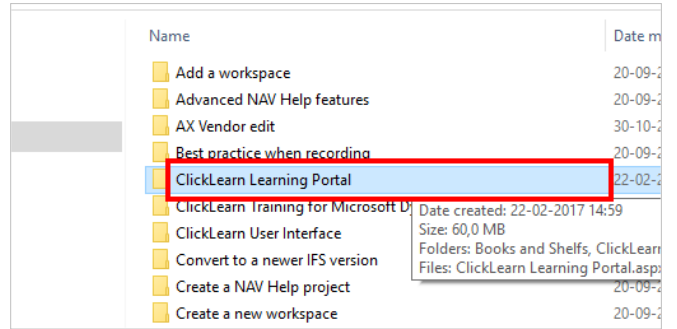 Name Date m
Add a workspace 20-09-2
Advanced NAV Help features 20-09-2
AX Vendor edit 30-10-2
Best practice when recording 20-09-2
ClickLearn Learning Portal 22-02-2
ClickLearn Training for Microsoft D
Date created: 22-02-2017 14:59
ClickLearn User Interface
Size: 60,0 MB
Folders: Books and Shelfs, ClickLearn
Convert to a newer IFS version
Files: ClickLearn Learning Portal.aspx
Create a NAV Help project 20-09-2
Create a new workspace 20-09-2